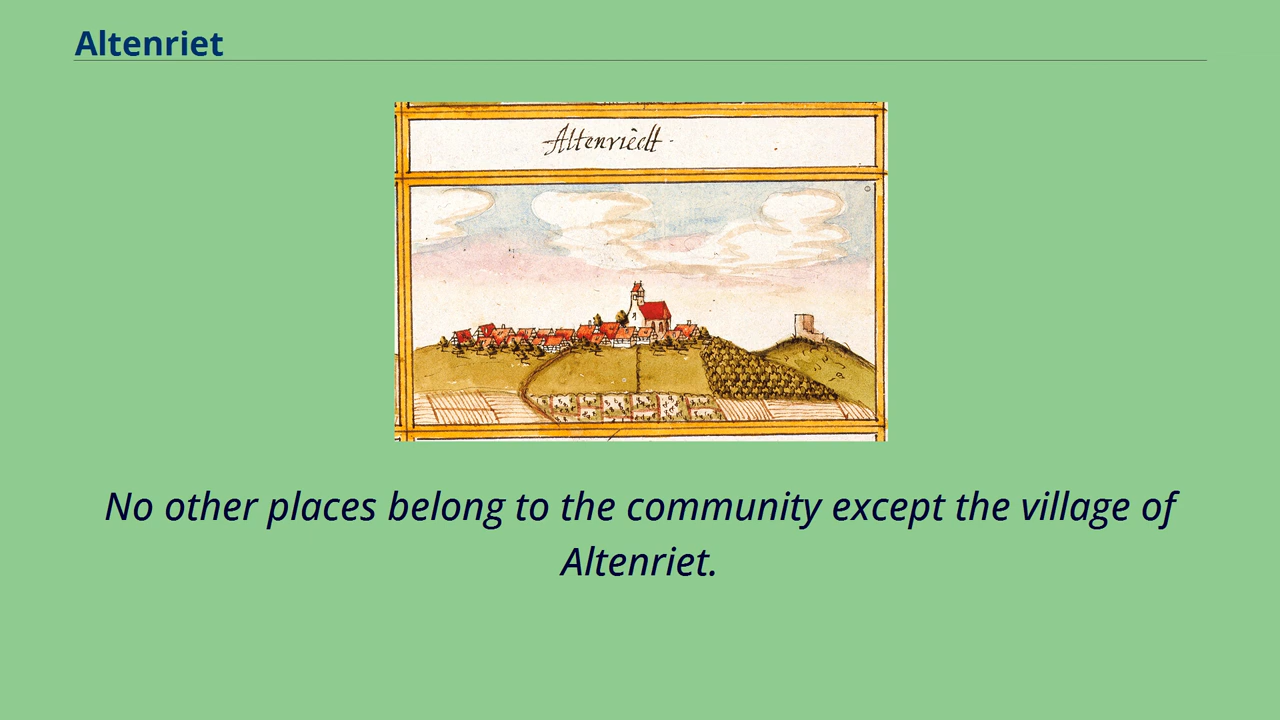 Altenriet
Altenriedt.
No other places belong to the community except the village of
Altenriet.